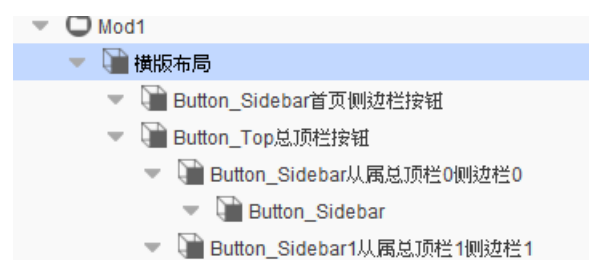 Mod1
横版布局
Button_Sidebar首页侧边栏按钮
Button_Top总顶栏按钮
Button_Sidebar从属总顶栏0侧边栏0
Button_Sidebar
Button_Sidebar1从属总顶栏1侧边栏1